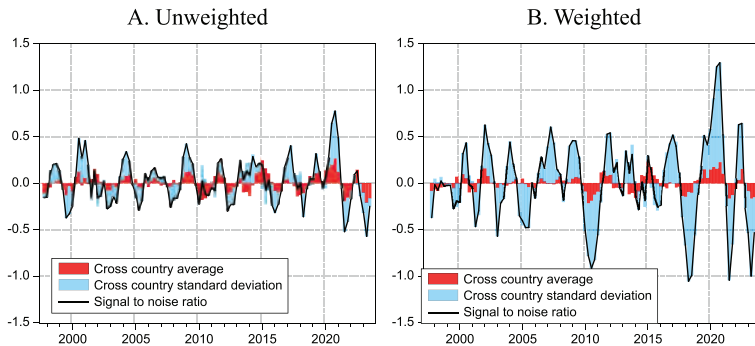 A. Unweighted
1.5
1.0
0.5
0.0
-0.5
-1.0
-1.5
Cross country average
Cross country standard deviation
Signal to noise ratio
2000 2005 2010 2015 2020
B. Weighted
1.5
1.0
0.5
0.0
-0.5
-1.0
-1.5
Cross country average
Cross country standard deviation
Signal to noise ratio
2000 2005 2010 2015 2020